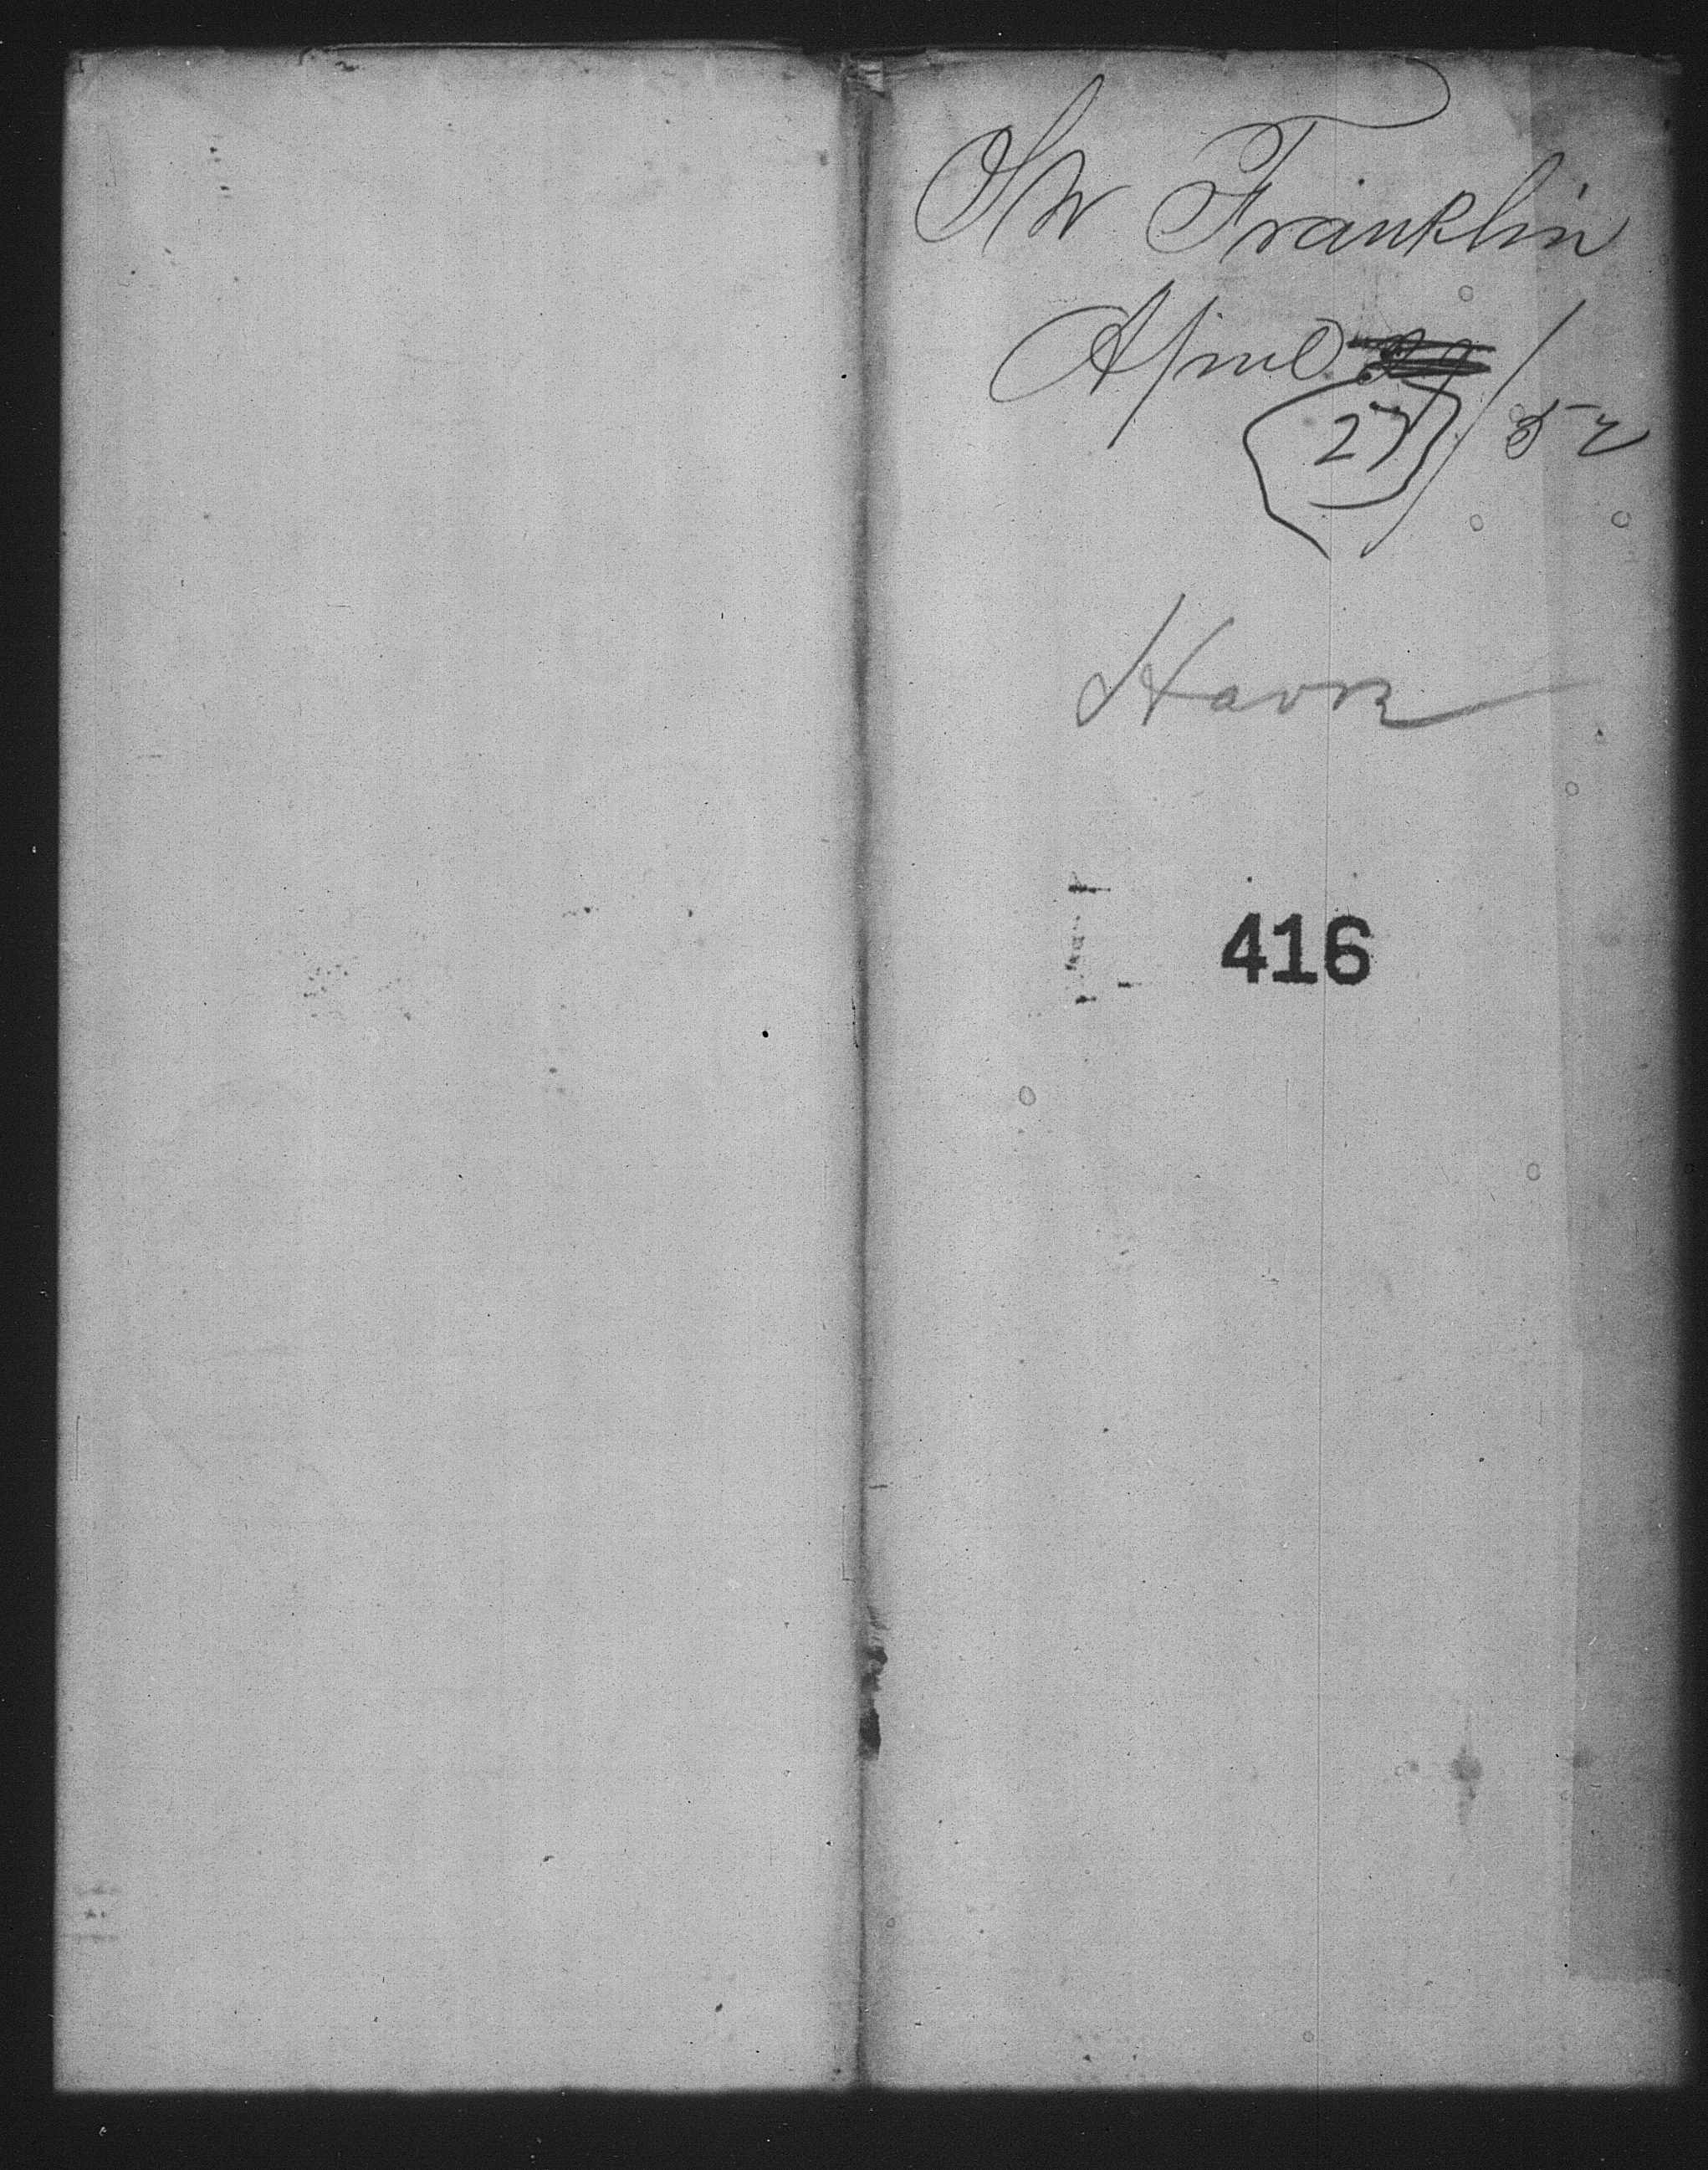 Str Franklin
April
27 / 52
Havre
416